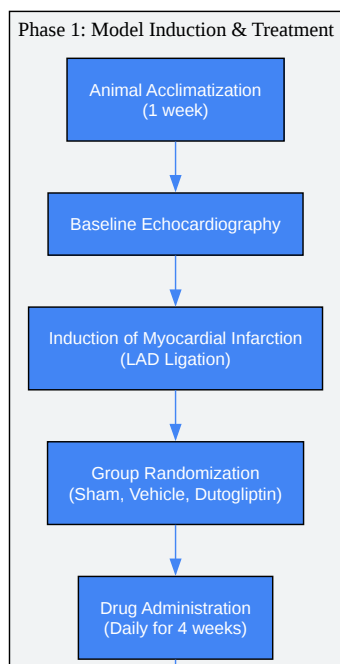 Phase 1: Model Induction & Treatment
Animal Acclimatization
(1 week)
Baseline Echocardiography
Induction of Myocardial Infarction
(LAD Ligation)
Group Randomization
(Sham, Vehicle, Dutogliptin)
Drug Administration
(Daily for 4 weeks)